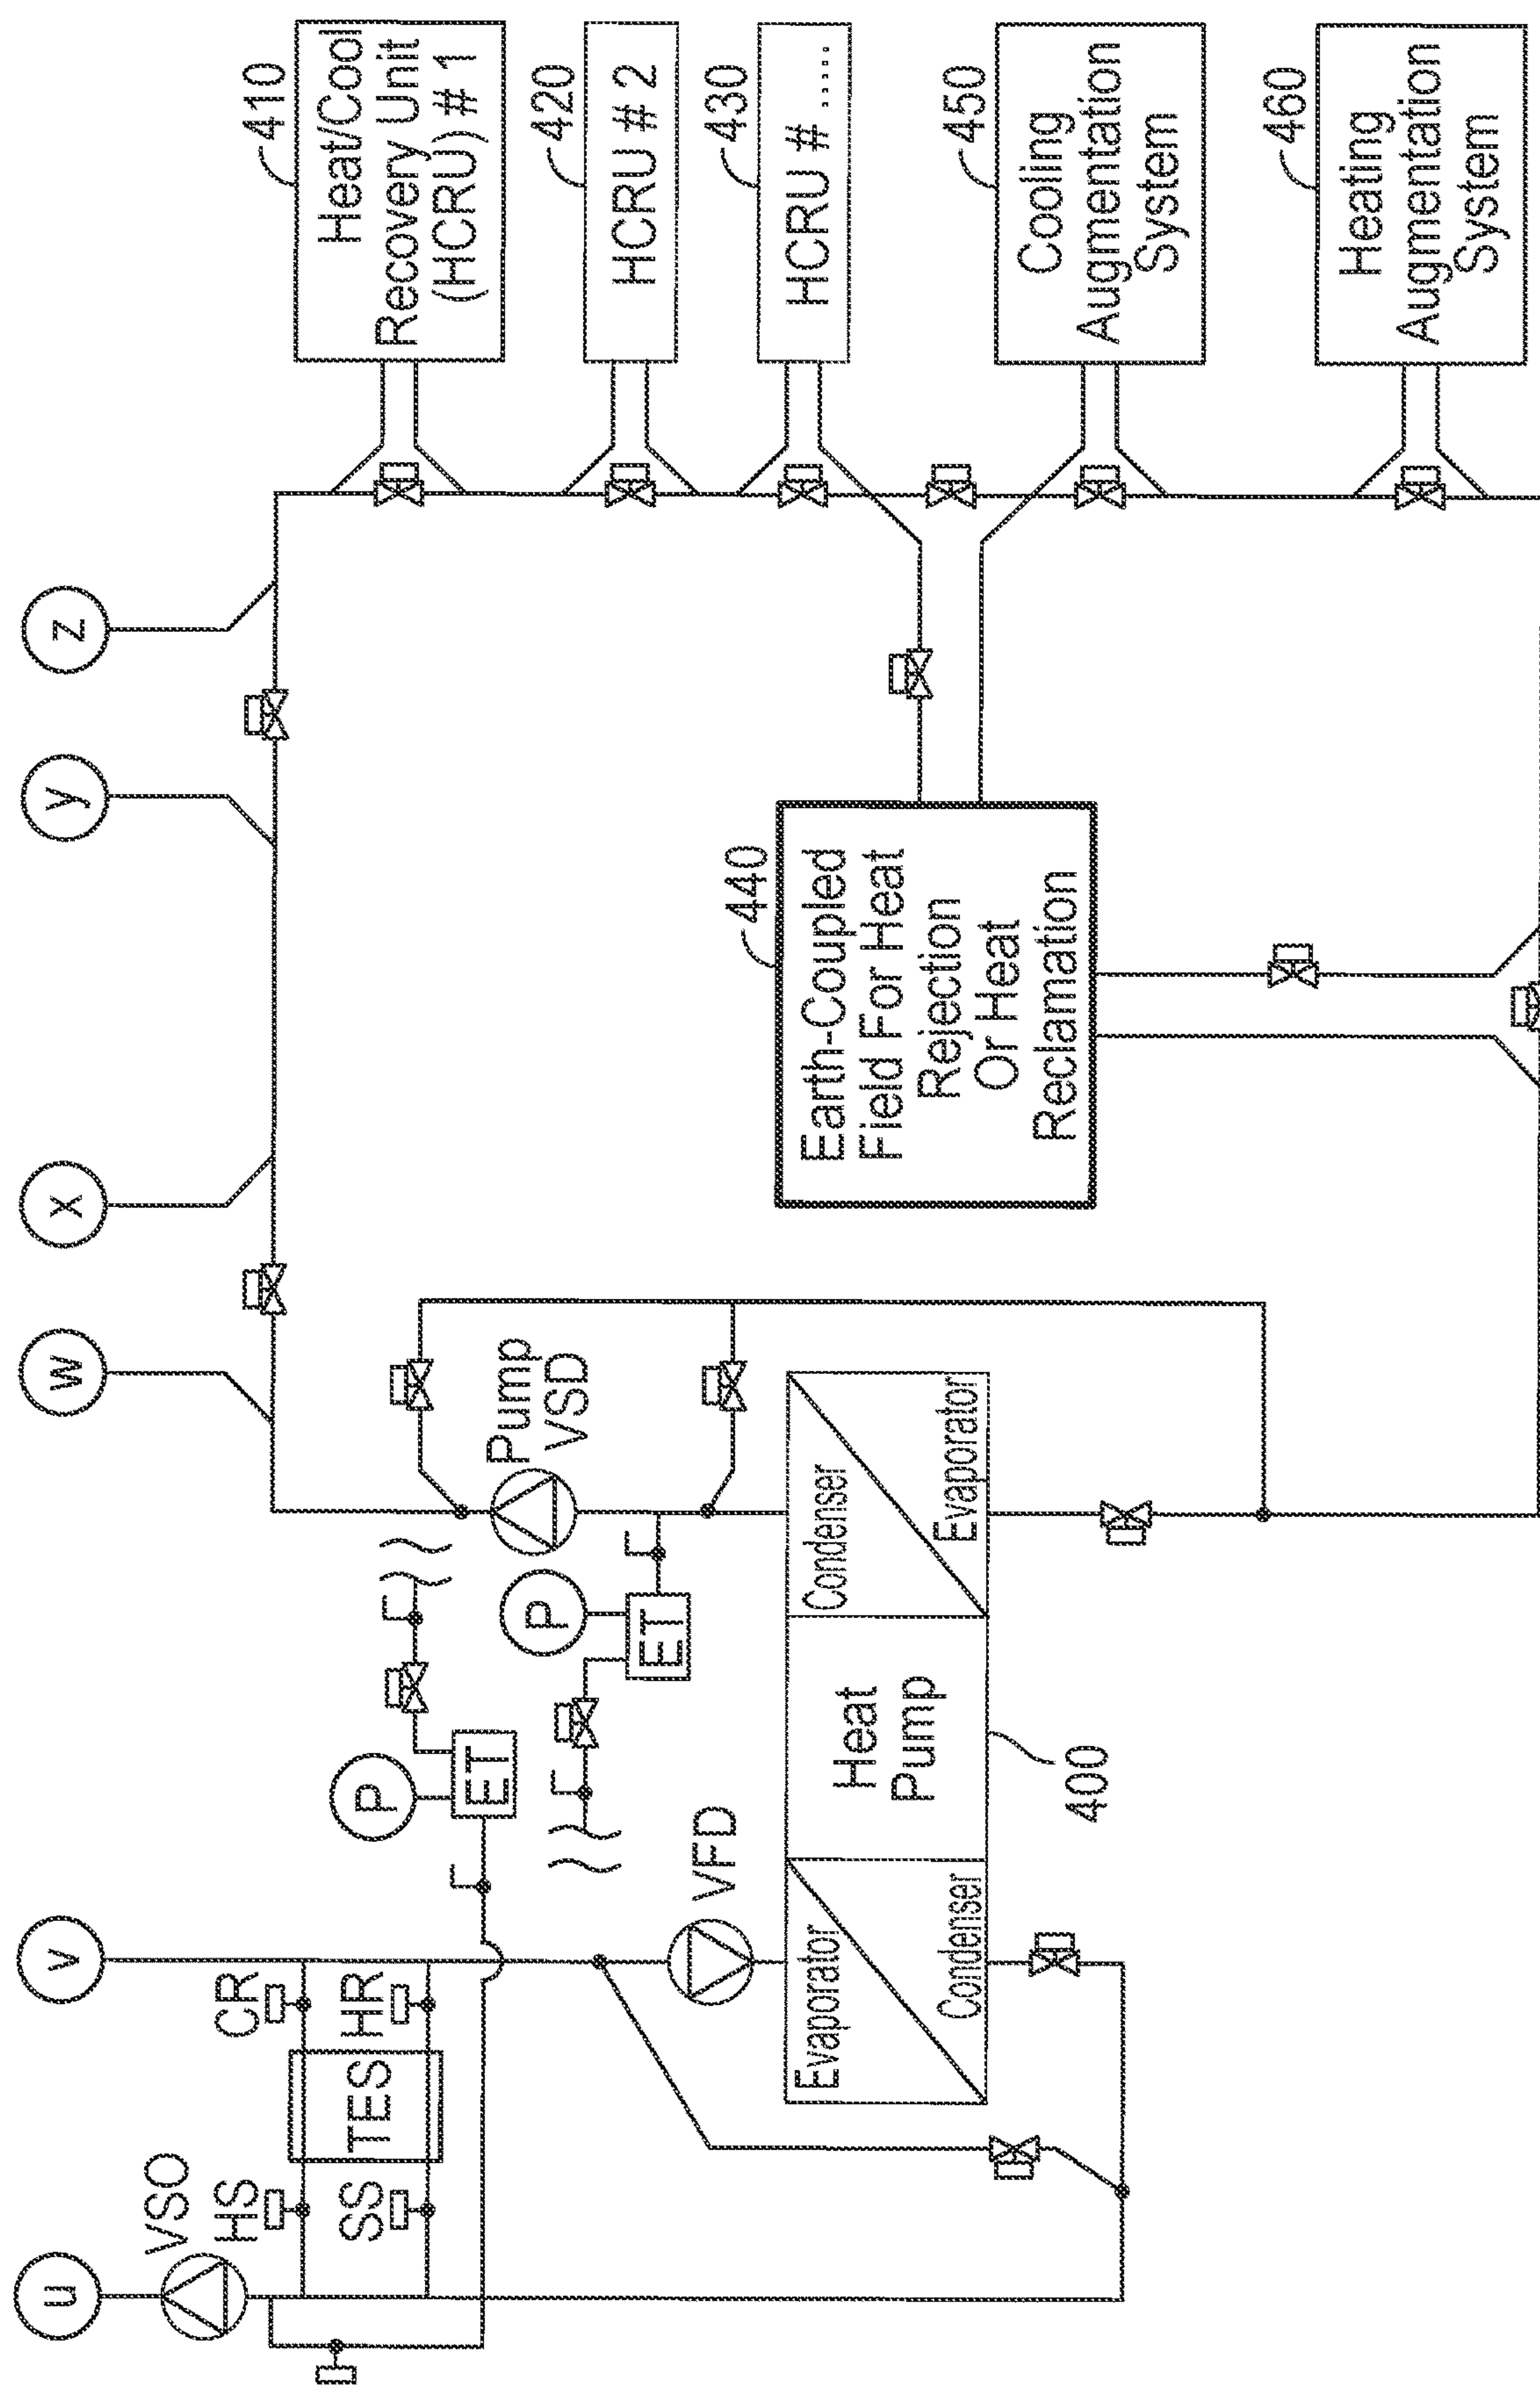 u
v
w
x
y
z
VSO
HS
CR
TES
SS
HR
P
ET
Pump
VSD
P
ET
VFD
Evaporator
Condenser
Heat
Pump
Condenser
Evaporator
400
440
Earth-Coupled
Field For Heat
Rejection
Or Heat
Reclamation
410
Heat/Cool
Recovery Unit
(HCRU) # 1
420
HCRU # 2
430
HCRU # .....
450
Cooling
Augmentation
System
460
Heating
Augmentation
System